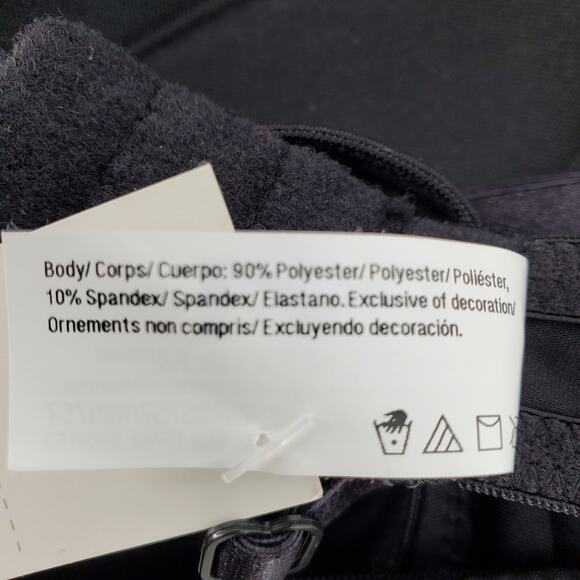 Body/ Corps/ Cuerpo: 90% Polyester/ Polyester/ Poliéster,
10% Spandex/ Spandex/ Elastano. Exclusive of decoration/
Ornements non compris/ Excluyendo decoración.